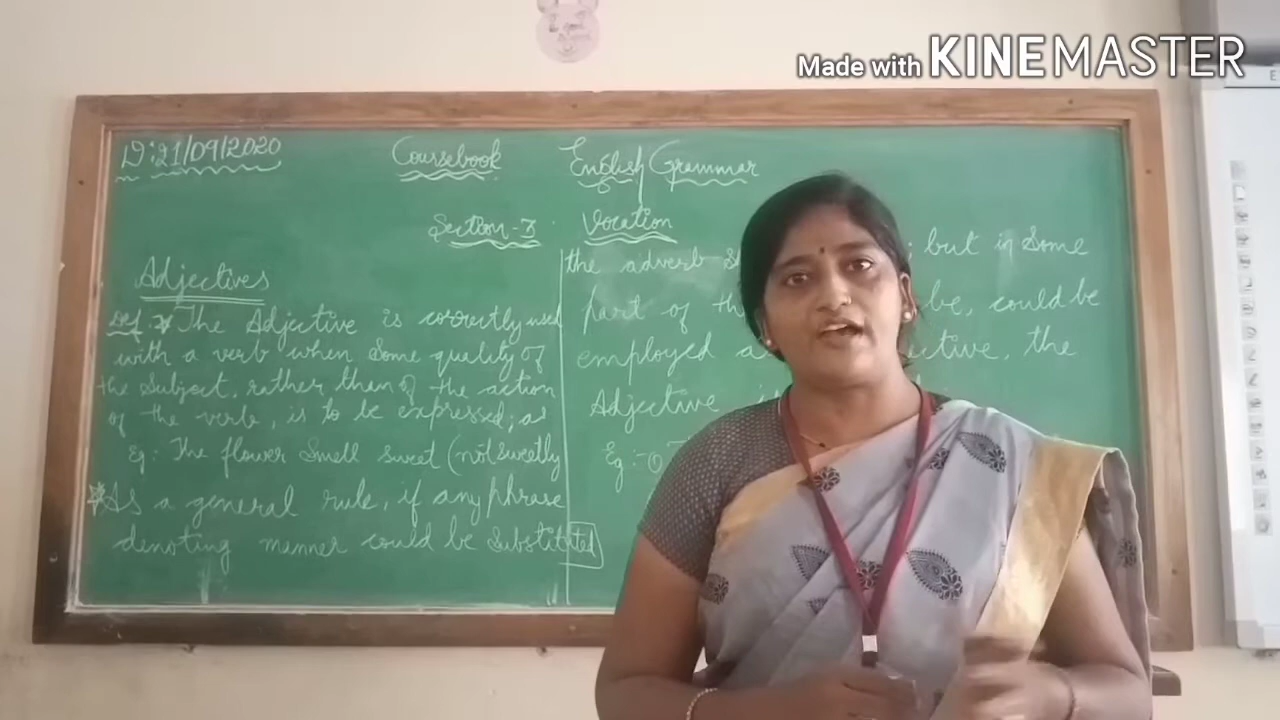 Made with KINEMASTER
D:21/09/2020 Coursebook English Grammar
Section-3 Vocation
Adjectives
Def :- * The Adjective is correctly used
with a verb when some quality of
the Subject, rather than of the action
of the verb, is to be expressed; as
Eg: The flower Smell sweet (not sweetly
* As a general rule, if any phrase
denoting manner could be Substituted
the adverb ; but if Some
part of be, could be
employed the
Adjective
Eg:-